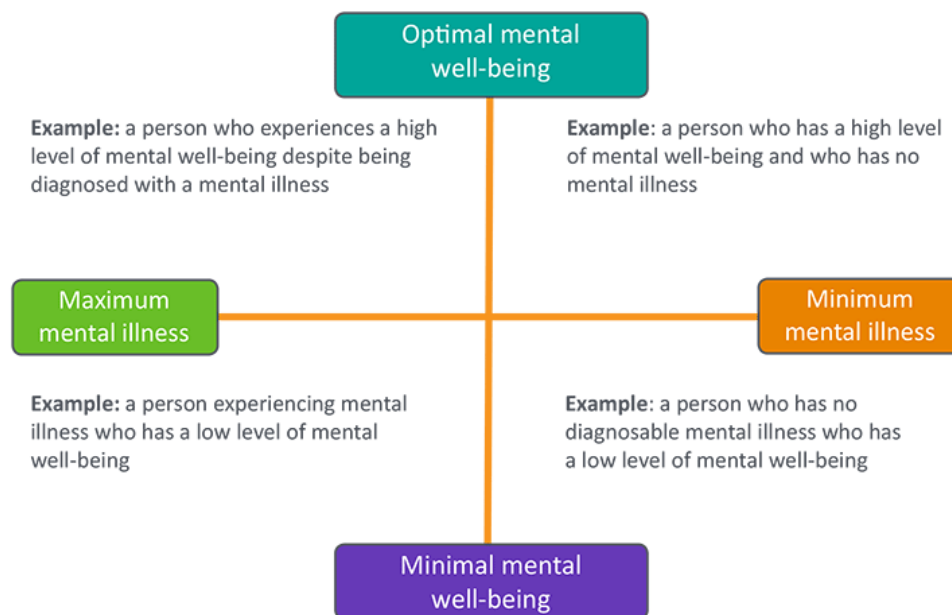 Optimal mental
well-being
Example: a person who experiences a high
level of mental well-being despite being
diagnosed with a mental illness
Example: a person who has a high level
of mental well-being and who has no
mental illness
Maximum
mental illness
Minimum
mental illness
Example: a person experiencing mental
illness who has a low level of mental
well-being
Example: a person who has no
diagnosable mental illness who has
a low level of mental well-being
Minimal mental
well-being